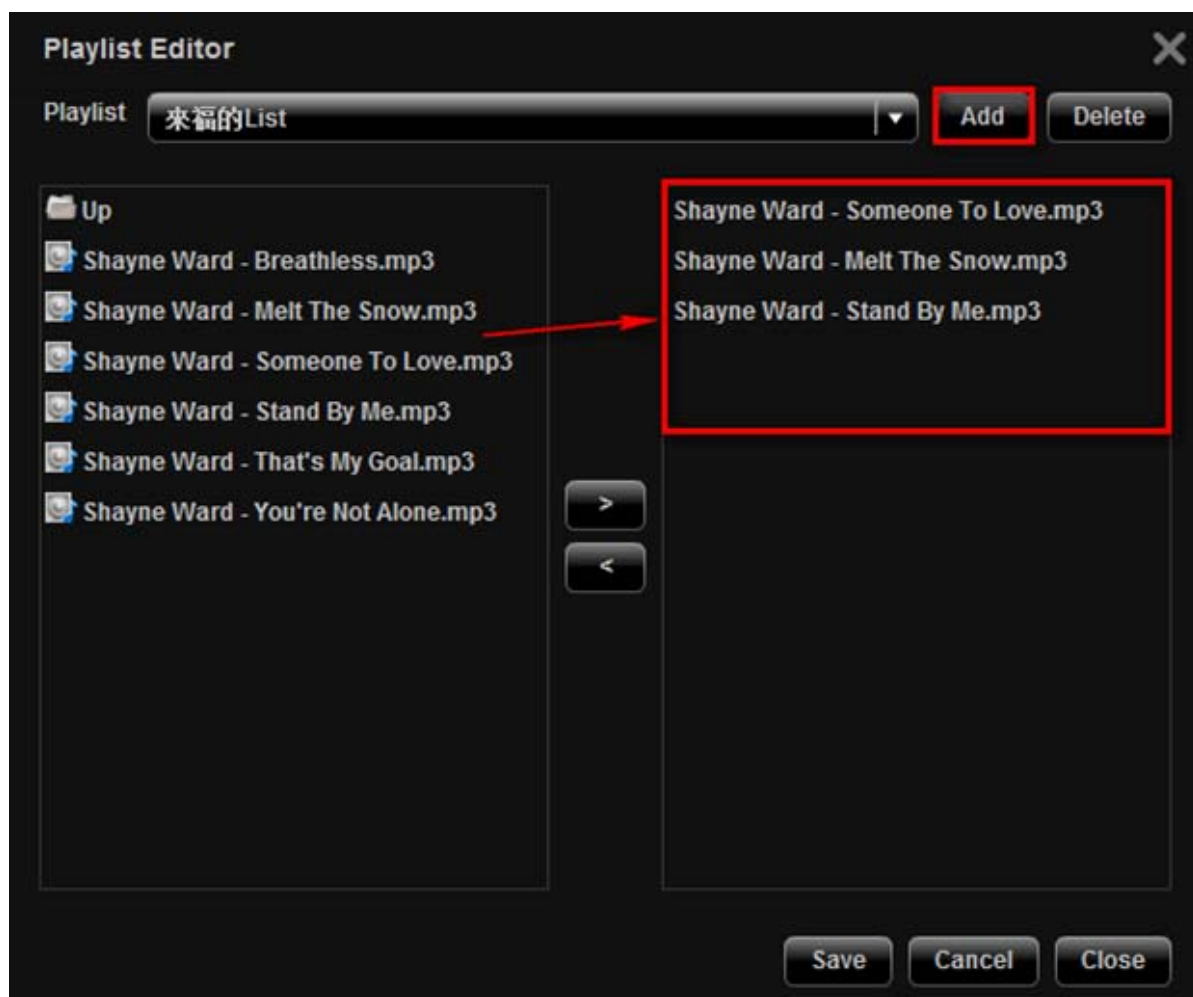 Playlist Editor
Playlist
來福的List
Add
Delete
Up
Shayne Ward - Breathless.mp3
Shayne Ward - Melt The Snow.mp3
Shayne Ward - Someone To Love.mp3
Shayne Ward - Stand By Me.mp3
Shayne Ward - That's My Goal.mp3
Shayne Ward - You're Not Alone.mp3
>
<
Shayne Ward - Someone To Love.mp3
Shayne Ward - Melt The Snow.mp3
Shayne Ward - Stand By Me.mp3
Save
Cancel
Close